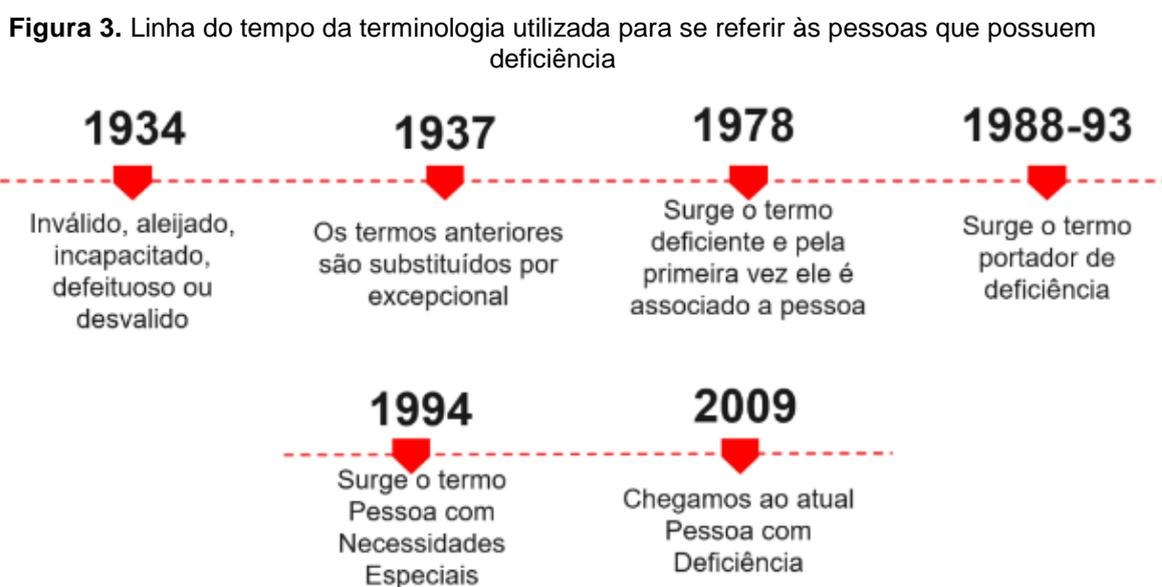 Figura 3. Linha do tempo da terminologia utilizada para se referir às pessoas que possuem
deficiência
1934
Inválido, aleijado,
incapacitado,
defeituoso ou
desvalido
1937
Os termos anteriores
são substituídos por
excepcional
1978
Surge o termo
deficiente e pela
primeira vez ele é
associado a pessoa
1988-93
Surge o termo
portador de
deficiência
1994
Surge o termo
Pessoa com
Necessidades
Especiais
2009
Chegamos ao atual
Pessoa com
Deficiência